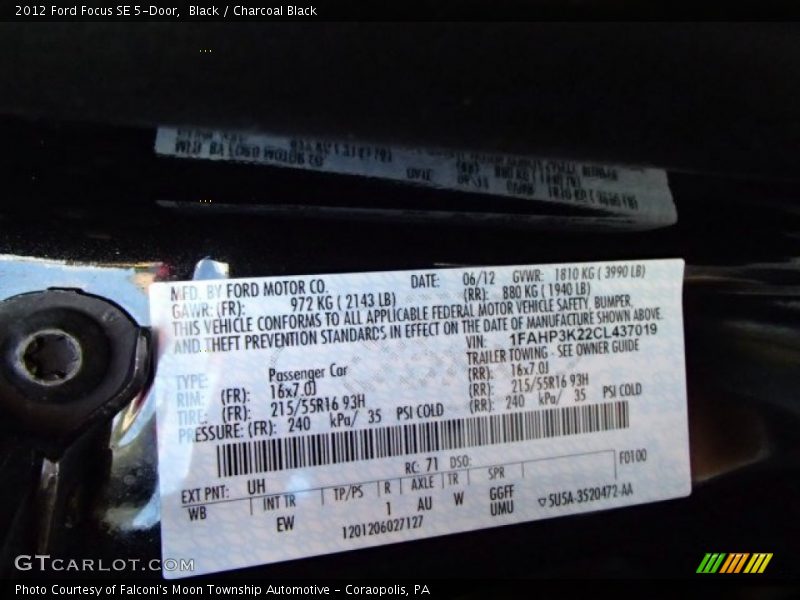 2012 Ford Focus SE 5-Door,  Black / Charcoal Black
MFD. BY FORD MOTOR CO. DATE: 06/12 GVWR: 1810 KG ( 3990 LB)
GAWR: (FR): 972 KG ( 2143 LB) (RR): 880 KG ( 1940 LB)
THIS VEHICLE CONFORMS TO ALL APPLICABLE FEDERAL MOTOR VEHICLE SAFETY, BUMPER,
AND THEFT PREVENTION STANDARDS IN EFFECT ON THE DATE OF MANUFACTURE SHOWN ABOVE.
VIN: 1FAHP3K22CL437019
TYPE: Passenger Car TRAILER TOWING - SEE OWNER GUIDE
RIM: (FR): 16x7.0J (RR): 16x7.0J
TIRE: (FR): 215/55R16 93H (RR): 215/55R16 93H
PRESSURE: (FR): 240 kPa/ 35 PSI COLD (RR): 240 kPa/ 35 PSI COLD
EXT PNT: UH RC: 71 DSO: F0100
WB INT TR TP/PS R AXLE TR SPR
EW 1 AU W GGFF
UMU
1201206027127 5U5A-3520472-AA
GTcarlot.com
Photo Courtesy of Falconi's Moon Township Automotive - Coraopolis, PA